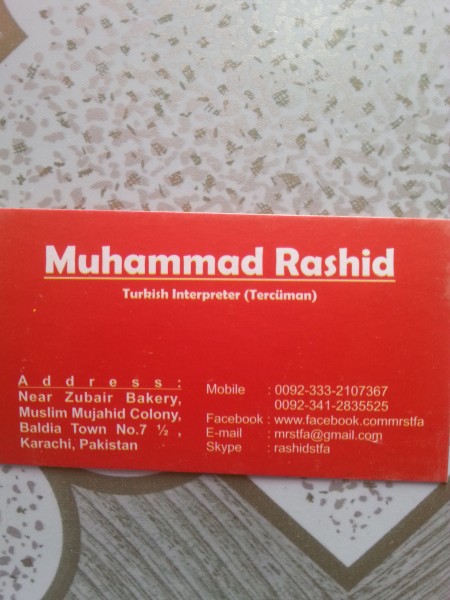 Muhammad Rashid
Turkish Interpreter (Tercüman)
Address:
Near Zubair Bakery,
Muslim Mujahid Colony,
Baldia Town No.7 ½ ,
Karachi, Pakistan
Mobile : 0092-333-2107367
0092-341-2835525
Facebook : www.facebook.commrstfa
E-mail : mrstfa@gmail.com
Skype : rashidstfa